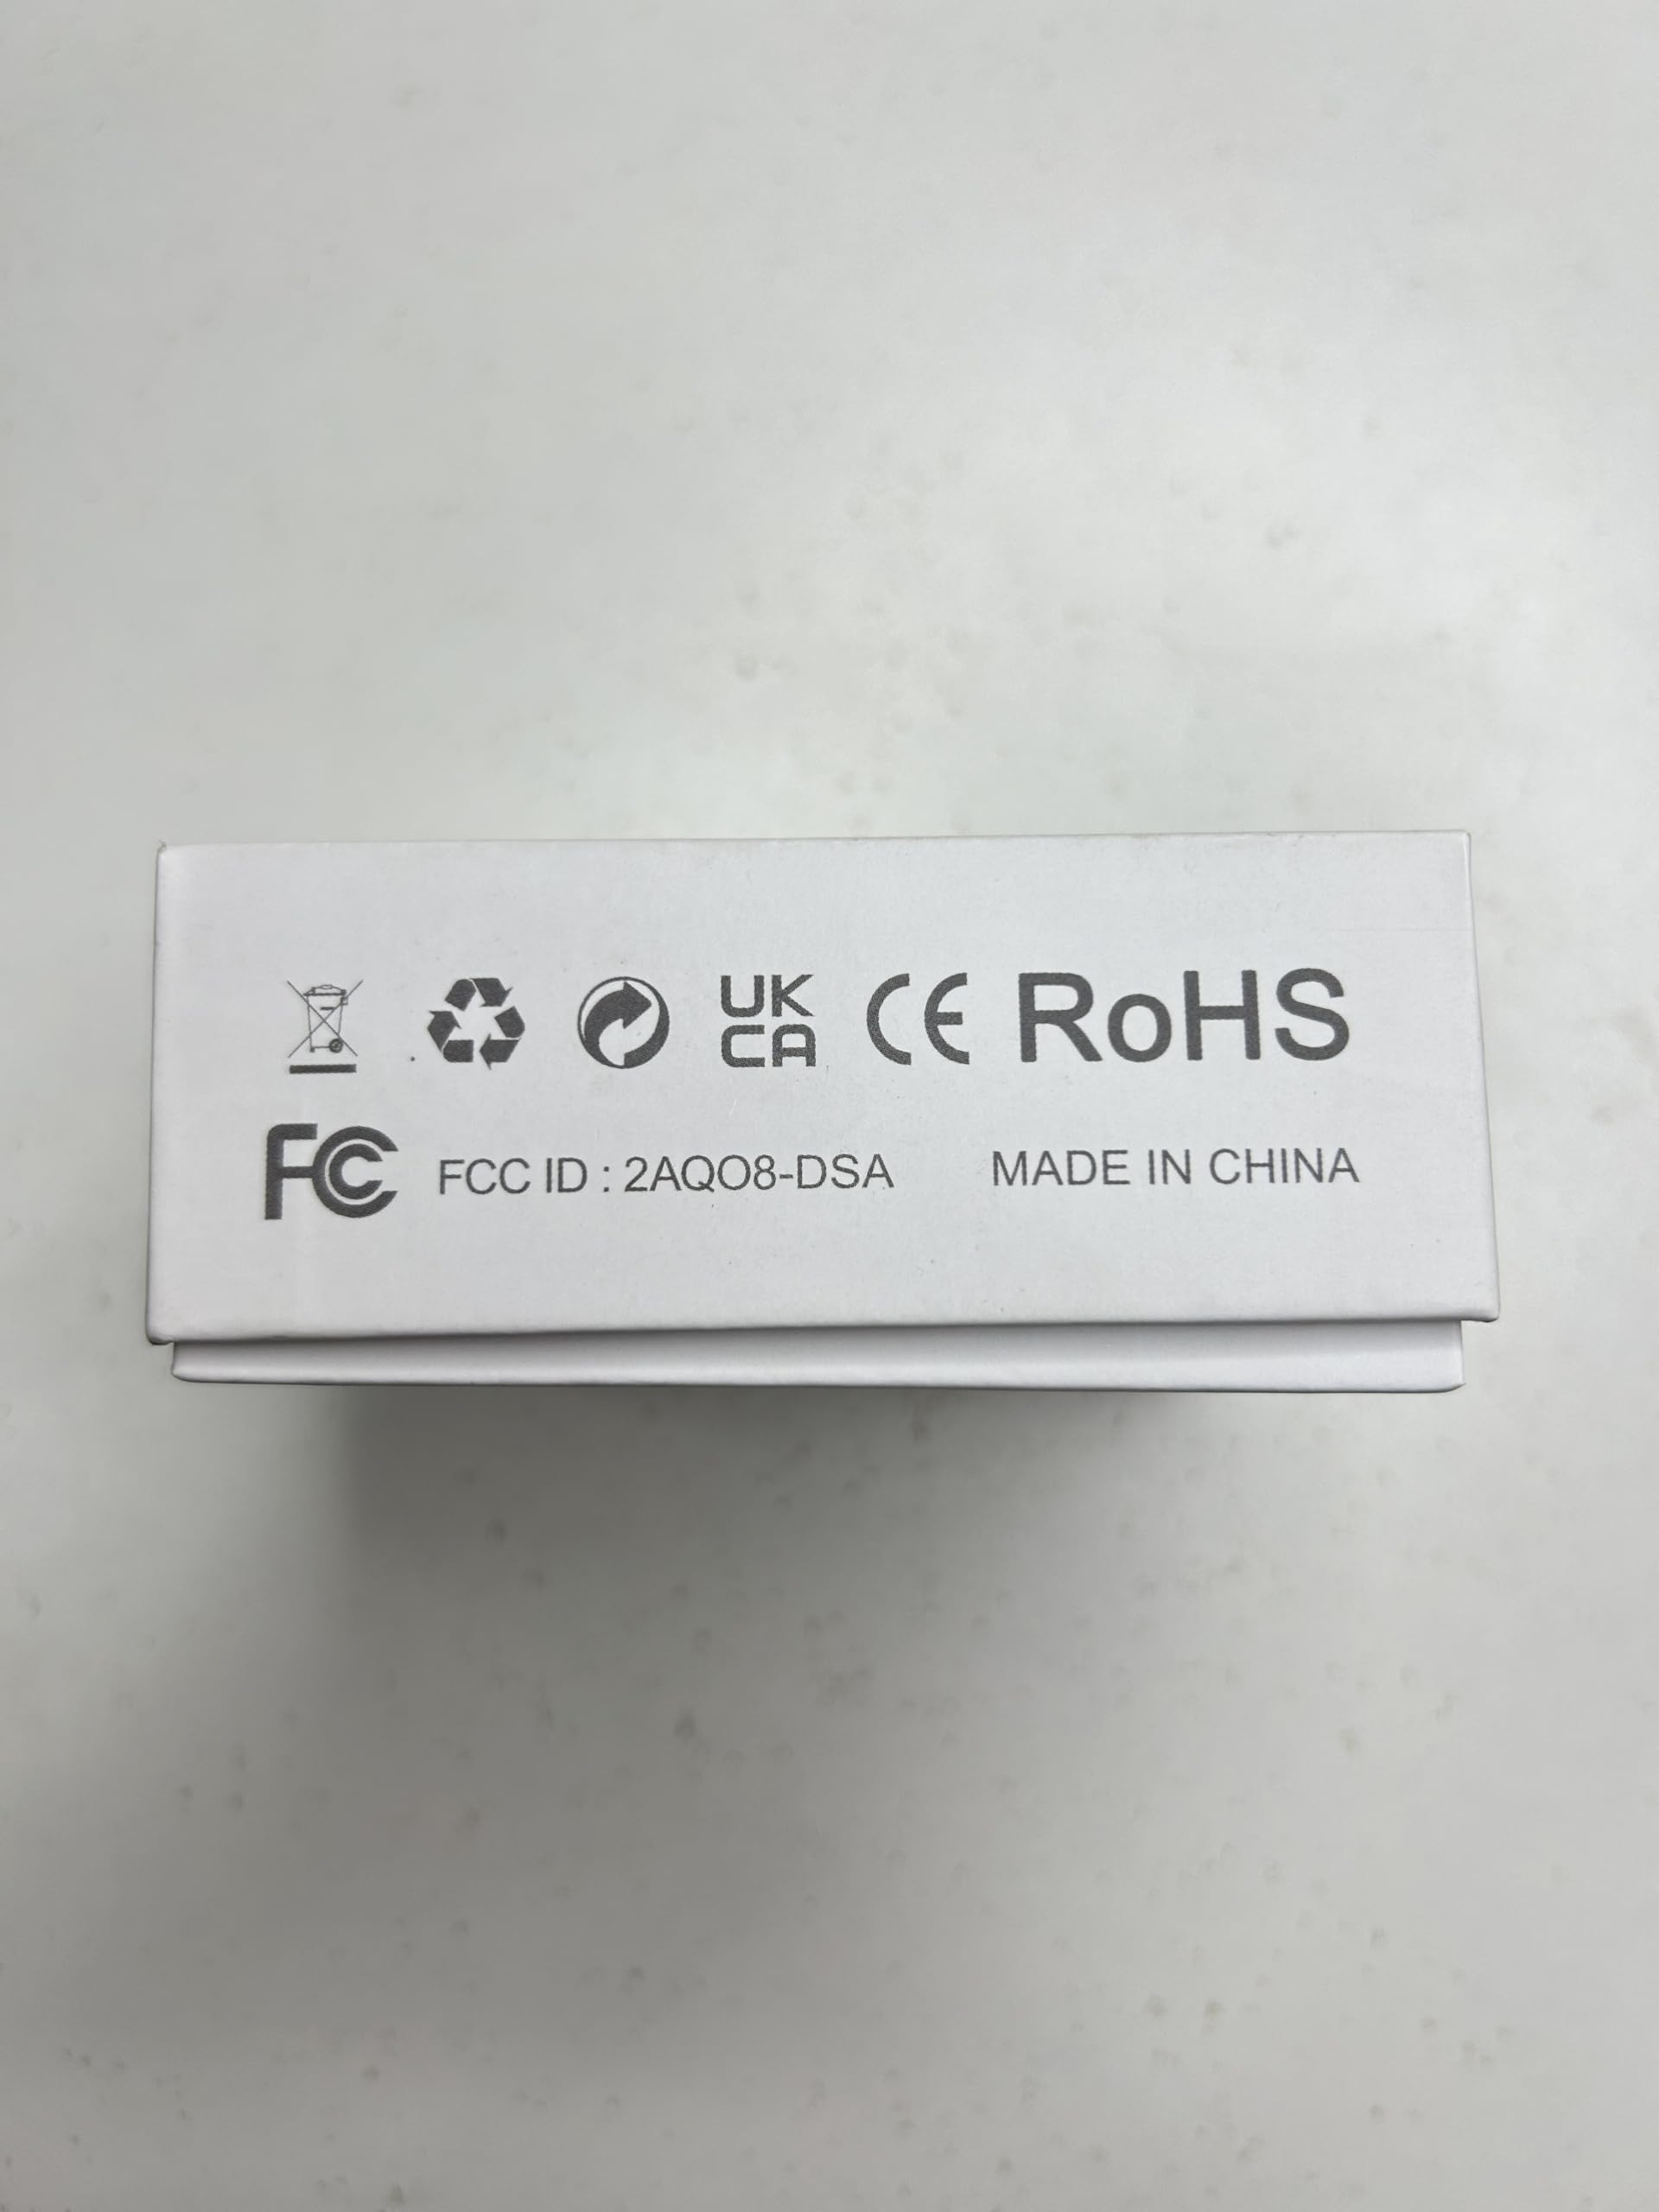 UK
CA
CE RoHS
FC FCC ID : 2AQO8-DSA MADE IN CHINA